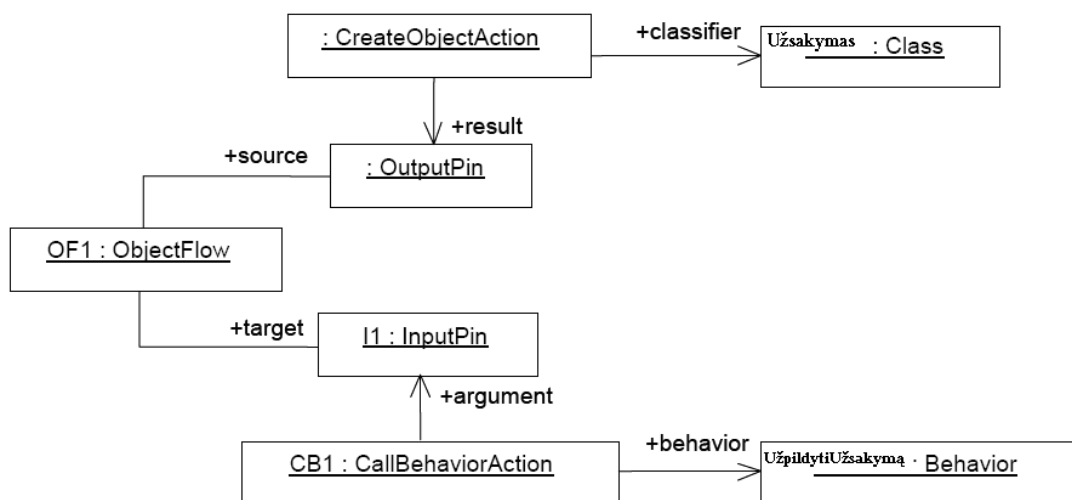 : CreateObjectAction
+classifier
Užsakymas : Class
+result
+source
: OutputPin
OF1 : ObjectFlow
+target
I1 : InputPin
+argument
CB1 : CallBehaviorAction
+behavior
UžpildytiUžsakymą : Behavior